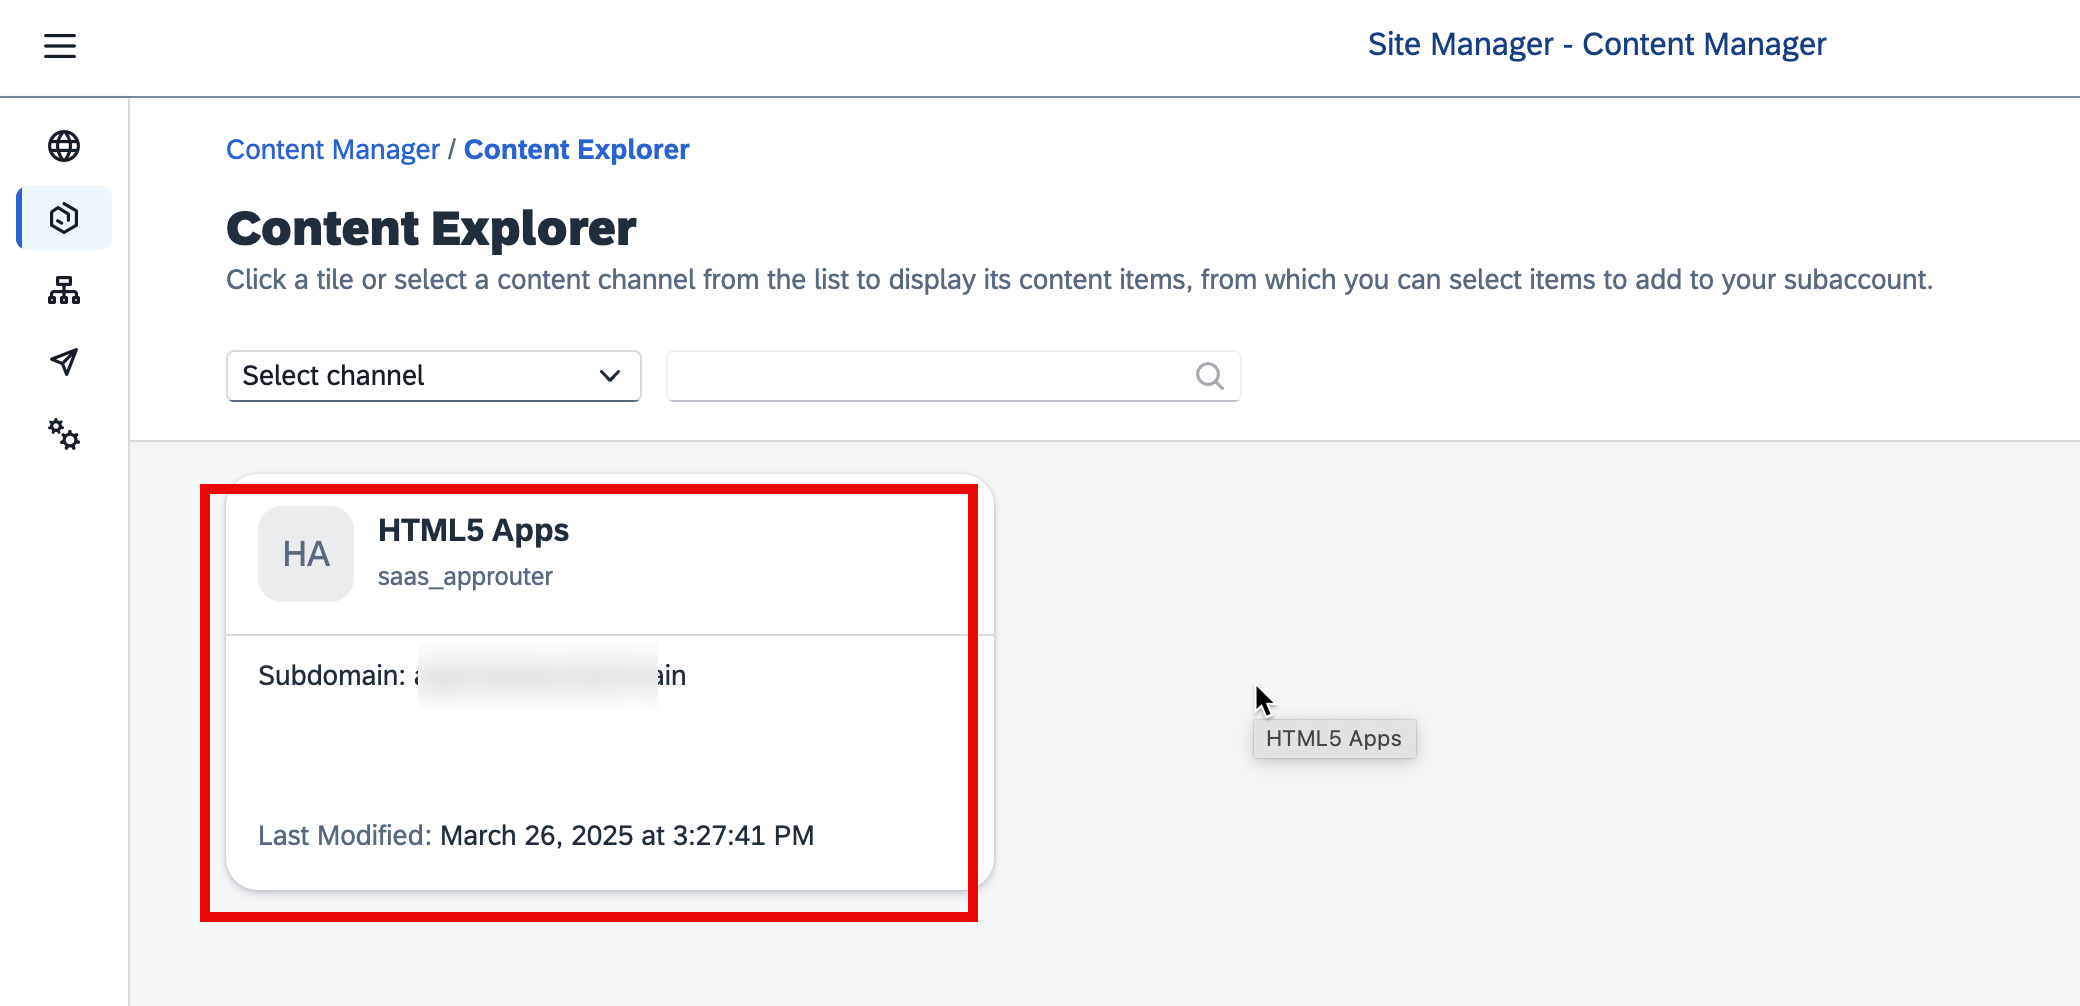 Site Manager - Content Manager
Content Manager / Content Explorer
Content Explorer
Click a tile or select a content channel from the list to display its content items, from which you can select items to add to your subaccount.
Select channel
HA
HTML5 Apps
saas_approuter
Subdomain:
HTML5 Apps
Last Modified: March 26, 2025 at 3:27:41 PM